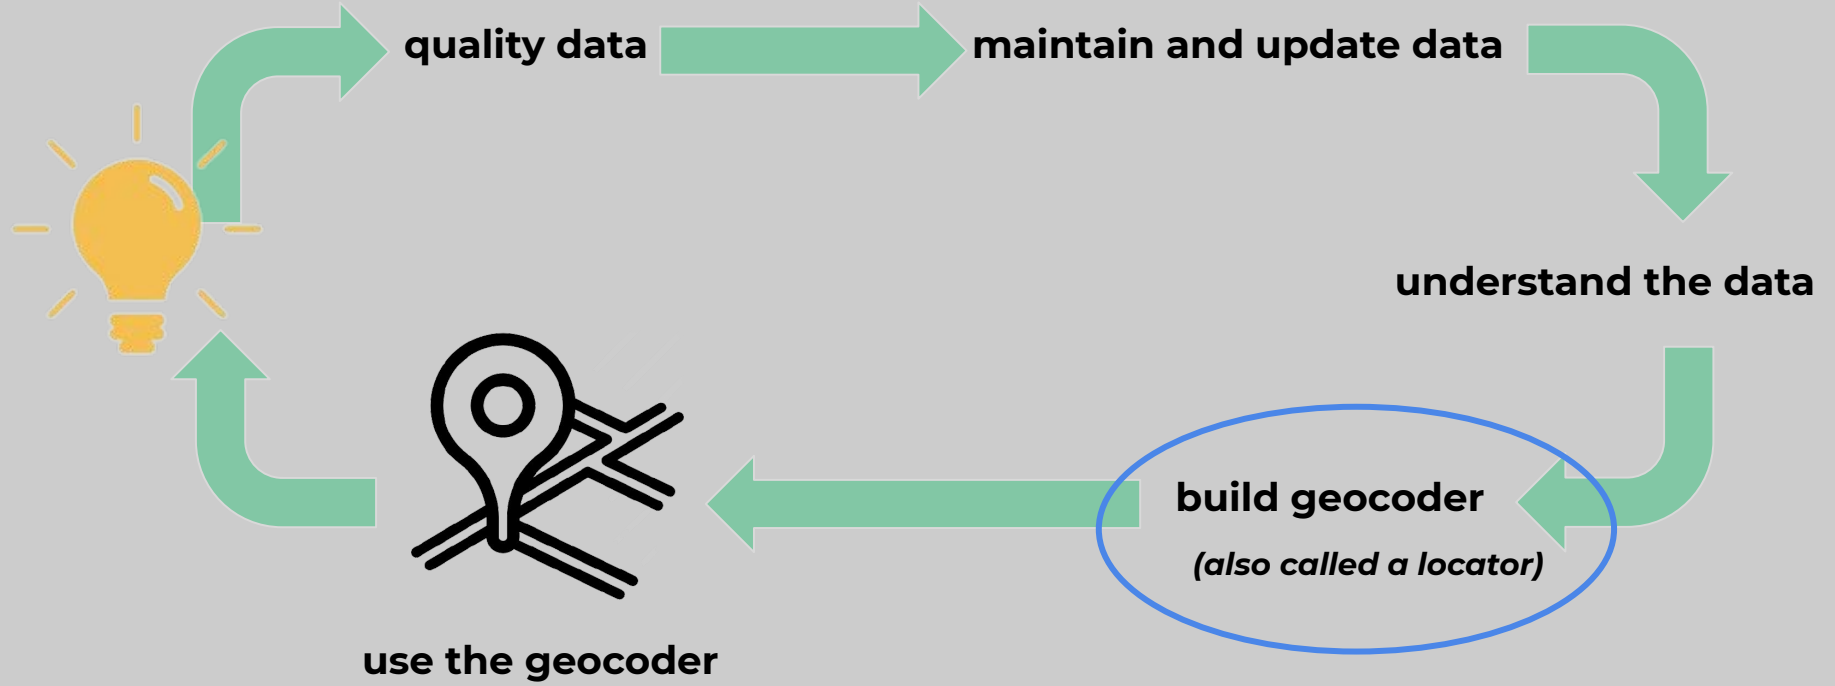 quality data
maintain and update data
understand the data
build geocoder
(also called a locator)
use the geocoder